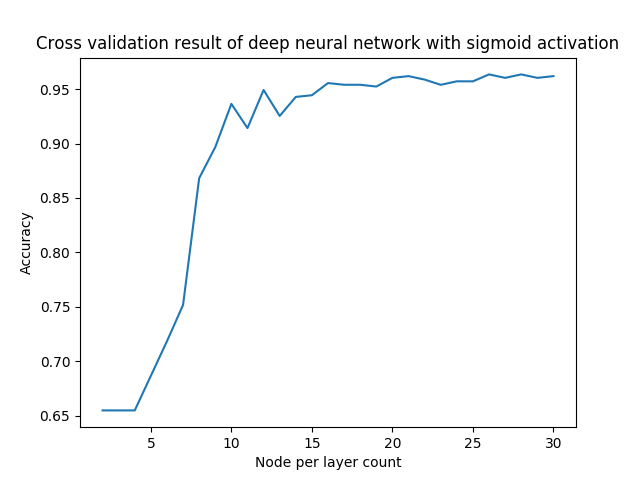 Cross validation result of deep neural network with sigmoid activation
0.95
0.90
0.85
0.80
0.75
0.70
0.65
Accuracy
5 10 15 20 25 30
Node per layer count